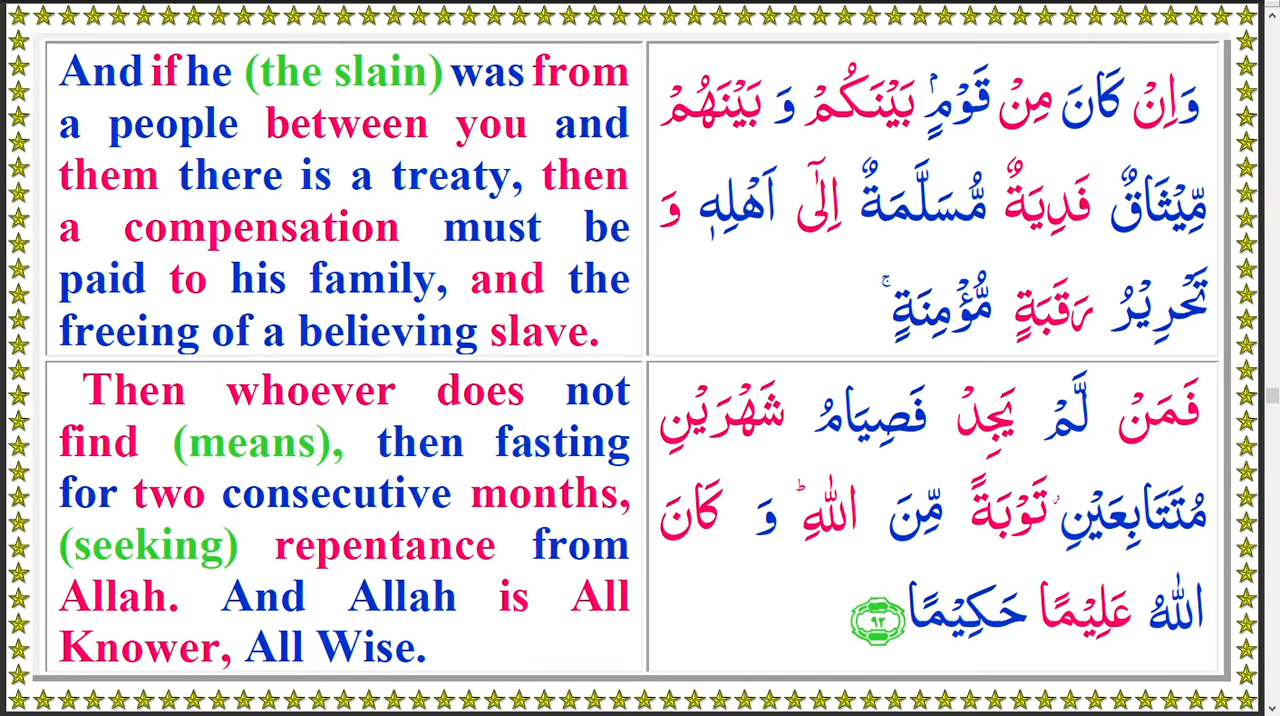 And if he (the slain) was from
a people between you and
them there is a treaty, then
a compensation must be
paid to his family, and the
freeing of a believing slave.
وَاِنْ كَانَ مِنْ قَوْمٍۭ بَيْنَكُمْ وَ بَيْنَهُمْ
مِّيْثَاقٌ فَدِيَةٌ مُّسَلَّمَةٌ اِلٰٓى اَهْلِهٖ وَ
تَحْرِيْرُ رَقَبَةٍ مُّؤْمِنَةٍ ۚ
Then whoever does not
find (means), then fasting
for two consecutive months,
(seeking) repentance from
Allah. And Allah is All
Knower, All Wise.
فَمَنْ لَّمْ يَجِدْ فَصِيَامُ شَهْرَيْنِ
مُتَتَابِعَيْنِ ۫ تَوْبَةً مِّنَ اللّٰهِ ؕ وَ كَانَ
اللّٰهُ عَلِيْمًا حَكِيْمًا ٩٢